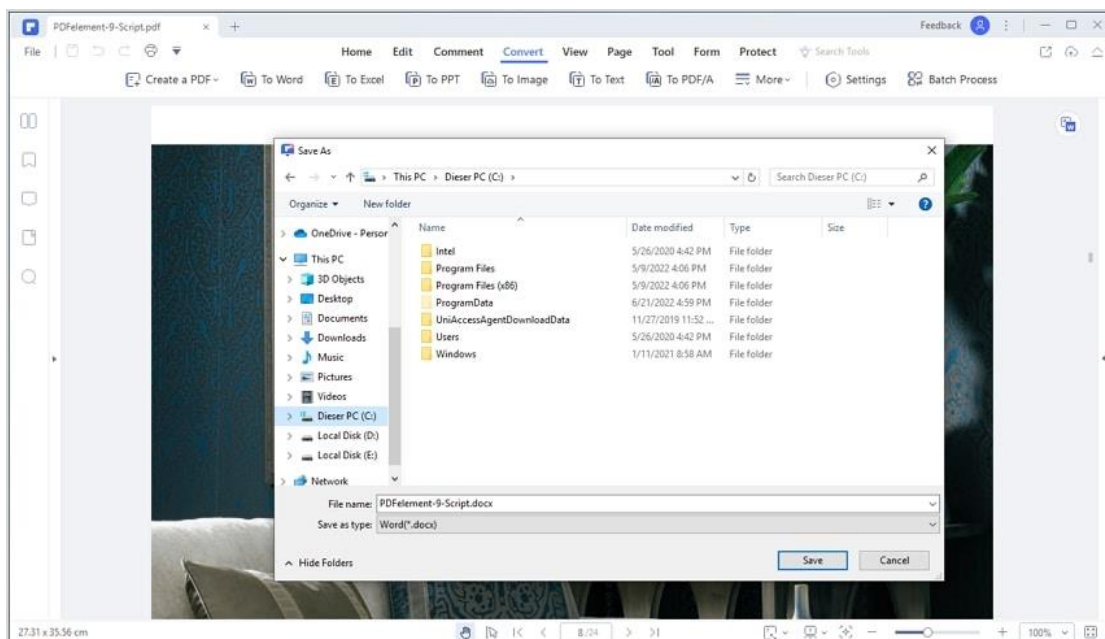 PDFelement-9-Script.pdf × + Feedback
File Home Edit Comment Convert View Page Tool Form Protect Search Tools
Create a PDF To Word To Excel To PPT To Image To Text To PDF/A More Settings Batch Process
Save As
This PC > Dieser PC (C:) > Search Dieser PC (C:)
Organize New folder
Name Date modified Type Size
OneDrive - Person
This PC
3D Objects
Desktop
Documents
Downloads
Music
Pictures
Videos
Dieser PC (C:)
Local Disk (D:)
Local Disk (E:)
Network
Intel 5/26/2020 4:42 PM File folder
Program Files 5/9/2022 4:06 PM File folder
Program Files (x86) 5/9/2022 4:06 PM File folder
ProgramData 6/21/2022 4:59 PM File folder
UniAccessAgentDownloadData 11/27/2019 11:52 ... File folder
Users 5/26/2020 4:42 PM File folder
Windows 1/11/2021 8:58 AM File folder
File name: PDFelement-9-Script.docx
Save as type: Word(*.docx)
Hide Folders Save Cancel
27.31 x 35.56 cm 8/24 100%